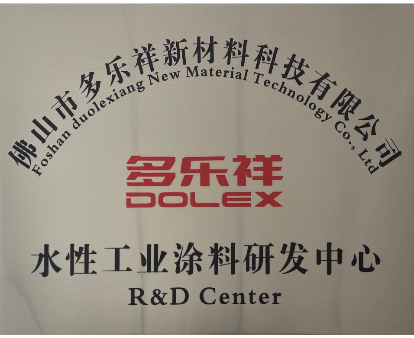 佛山市多乐祥新材料科技有限公司
Foshan duolexiang New Material Technology Co., Ltd
多乐祥
DOLEX
水性工业涂料研发中心
R&D Center